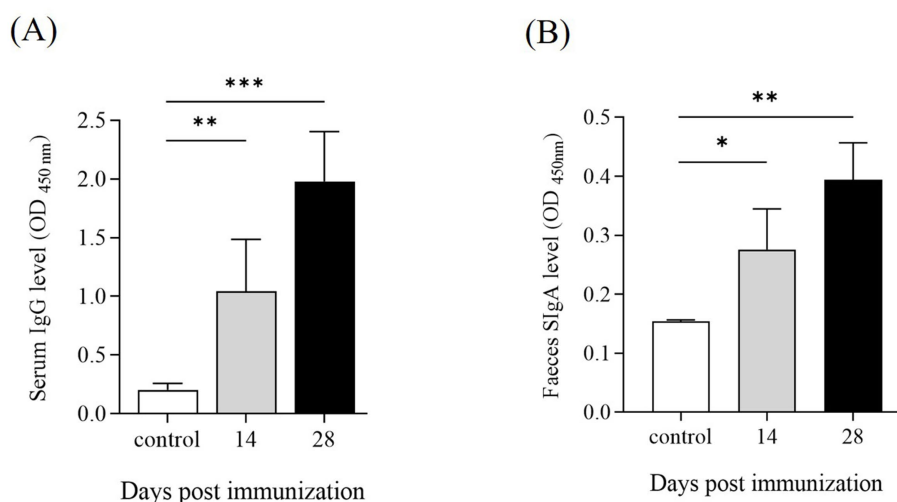 (A)
***
**
Serum IgG level (OD 450 nm)
2.5
2.0
1.5
1.0
0.5
0.0
control 14 28
Days post immunization
(B)
**
*
Faeces SIgA level (OD 450nm)
0.5
0.4
0.3
0.2
0.1
0.0
control 14 28
Days post immunization